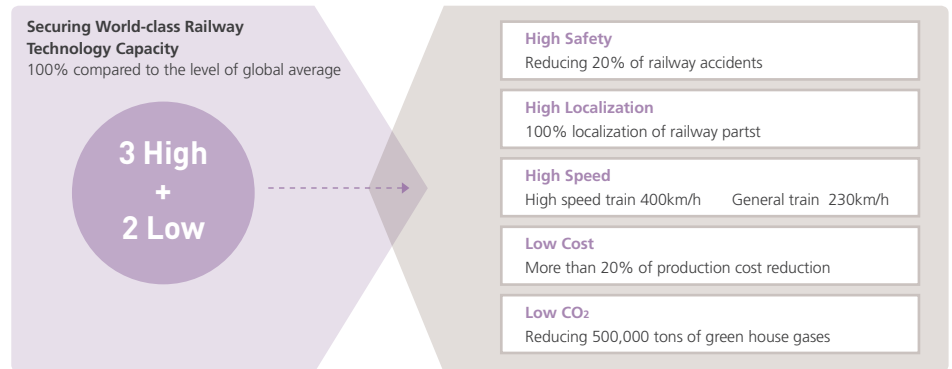 Securing World-class Railway
Technology Capacity
100% compared to the level of global average
3 High
+
2 Low
High Safety
Reducing 20% of railway accidents
High Localization
100% localization of railway partst
High Speed
High speed train 400km/h General train 230km/h
Low Cost
More than 20% of production cost reduction
Low CO₂
Reducing 500,000 tons of green house gases